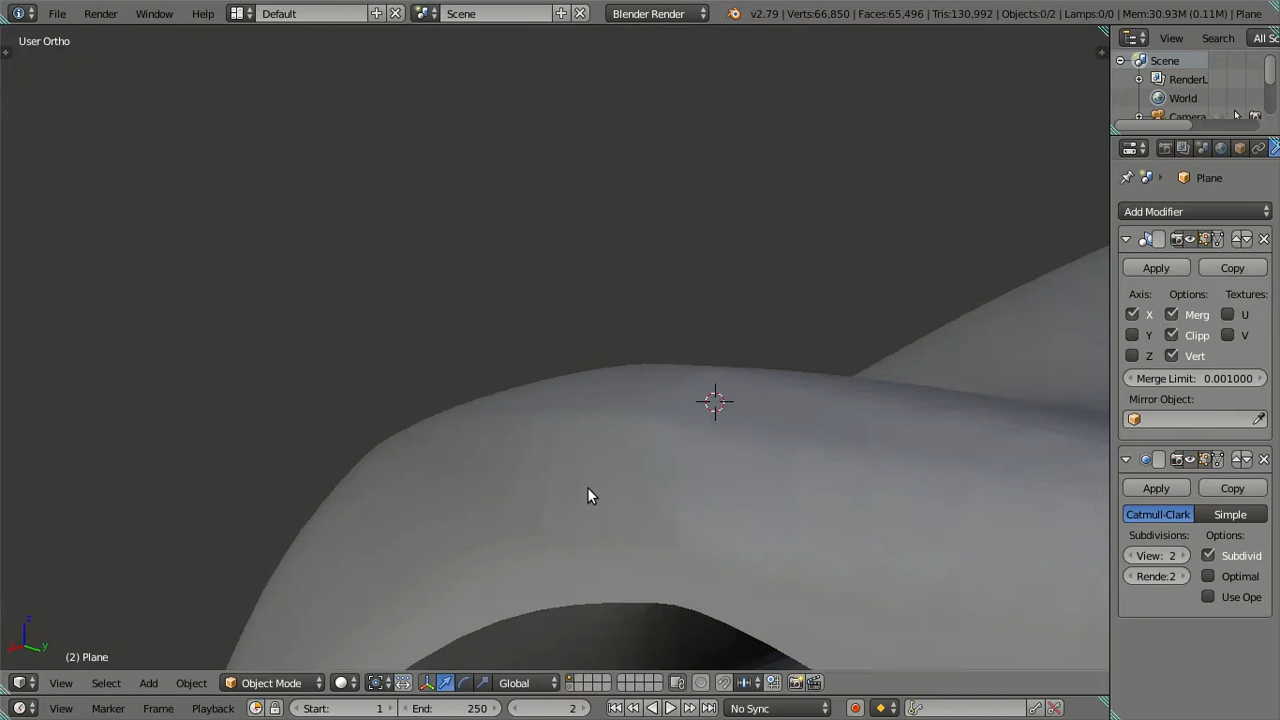 File Render Window Help Default Scene Blender Render v2.79 | Verts:66,850 | Faces:65,496 | Tris:130,992 | Objects:0/2 | Lamps:0/0 | Mem:30.93M (0.11M) | Plane
User Ortho
View Search All Sc
Scene
RenderL
World
Camera
Plane
Add Modifier
Apply Copy
Axis: Options: Textures:
X Merg U
Y Clipp V
Z Vert
Merge Limit: 0.001000
Mirror Object:
Apply Copy
Catmull-Clark Simple
Subdivisions: Options:
View: 2 Subdivid
Rende:2 Optimal
Use Ope
z
y
(2) Plane
View Select Add Object Object Mode Global
View Marker Frame Playback Start: 1 End: 250 2 No Sync